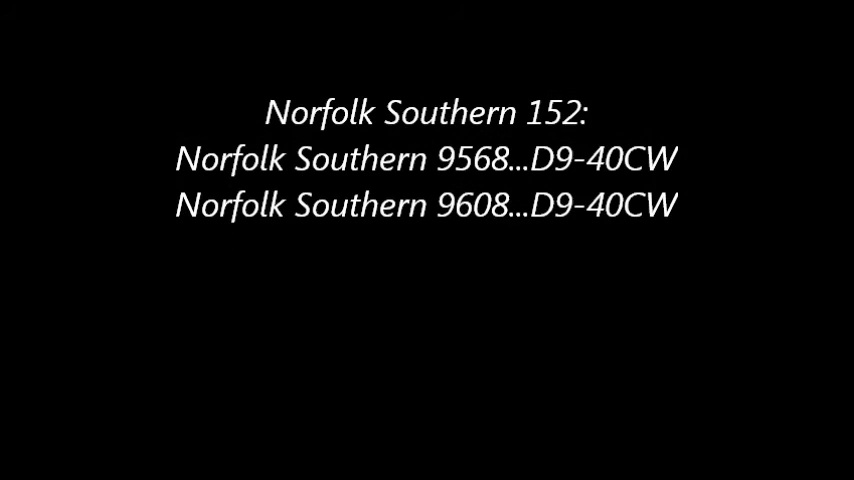 Norfolk Southern 152:
Norfolk Southern 9568...D9-40CW
Norfolk Southern 9608...D9-40CW